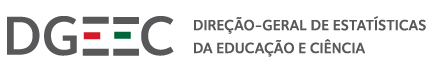 DGEEC
DIREÇÃO-GERAL DE ESTATÍSTICAS
DA EDUCAÇÃO E CIÊNCIA